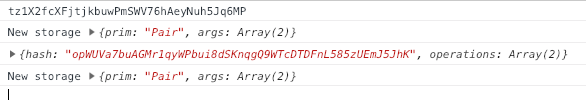 tz1X2fcXFjtjkbuwPmSWV76hAeyNuh5Jq6MP
New storage ▶{prim: "Pair", args: Array(2)}
▶{hash: "opWUVa7buAGMr1qyWPbui8dSKnqgQ9WTcDTDFnL585zUEmJ5JhK", operations: Array(2)}
New storage ▶{prim: "Pair", args: Array(2)}